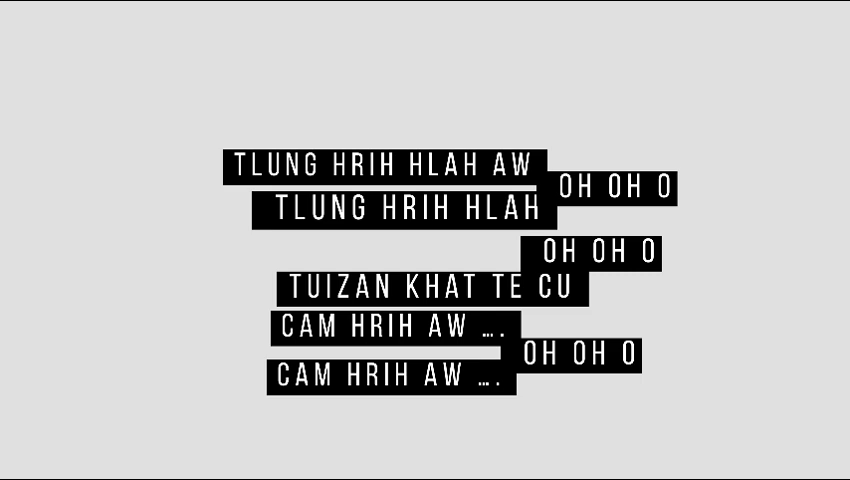 TLUNG HRIH HLAH AW
OH OH O
TLUNG HRIH HLAH
OH OH O
TUIZAN KHAT TE CU
CAM HRIH AW ....
OH OH O
CAM HRIH AW ....